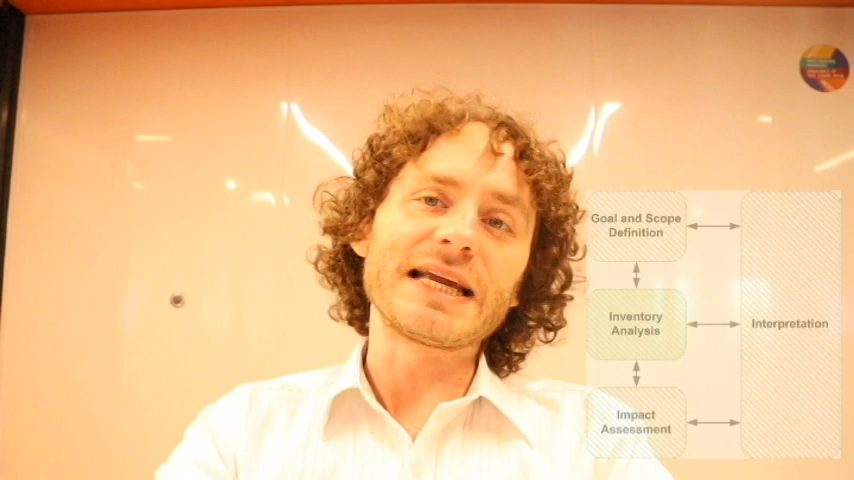 Goal and Scope
Definition
Inventory
Analysis
Interpretation
Impact
Assessment